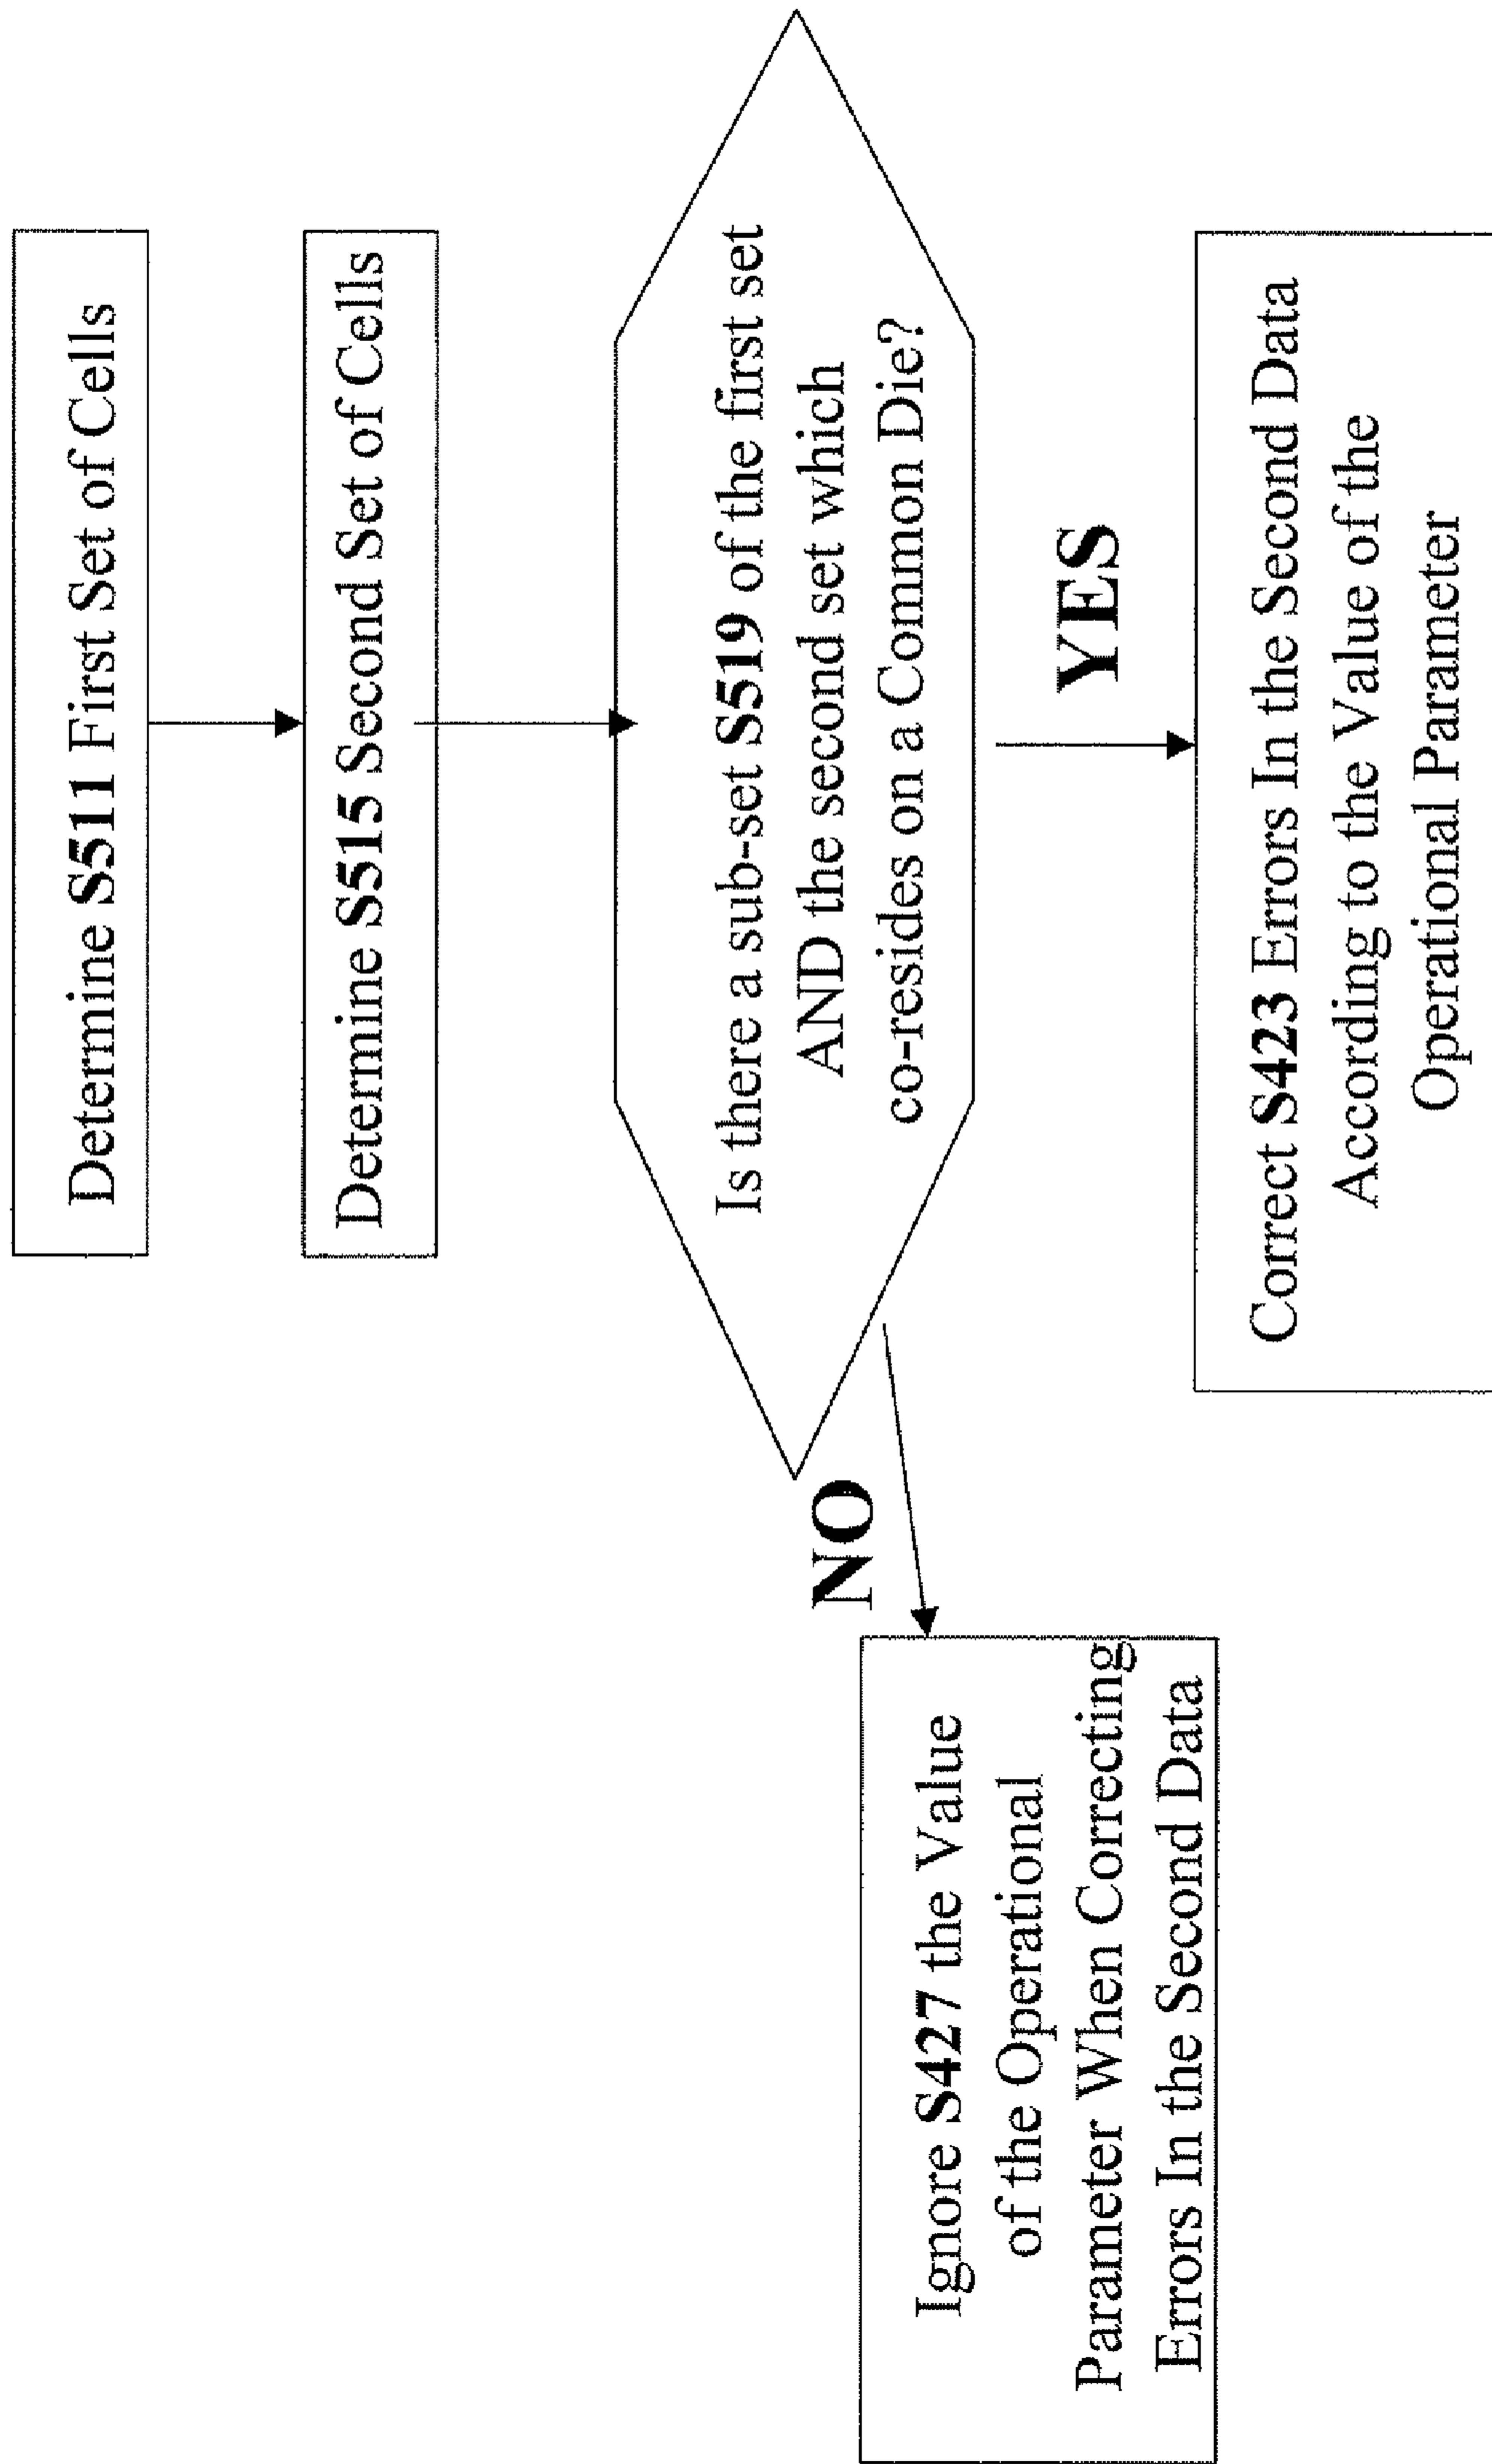 Determine S511 First Set of Cells
Determine S515 Second Set of Cells
Is there a sub-set S519 of the first set
AND the second set which
co-resides on a Common Die?
YES
Correct S423 Errors In the Second Data
According to the Value of the
Operational Parameter
NO
Ignore S427 the Value
of the Operational
Parameter When Correcting
Errors In the Second Data